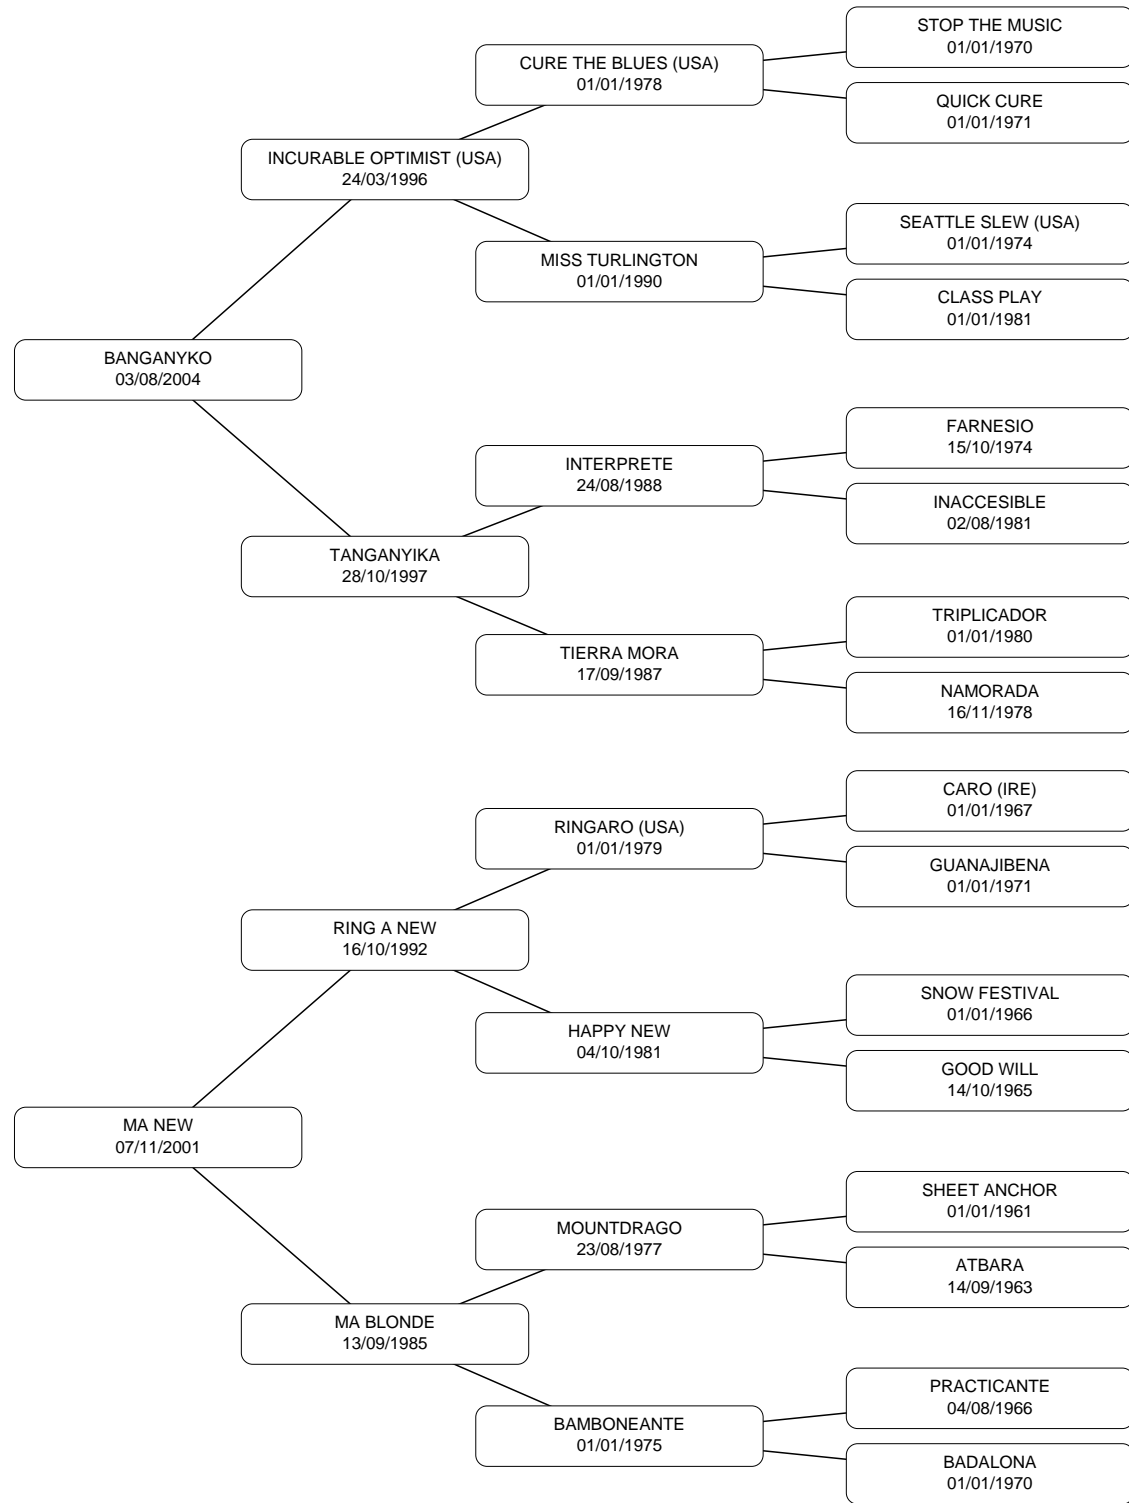 STOP THE MUSIC
01/01/1970
CURE THE BLUES (USA)
01/01/1978
QUICK CURE
01/01/1971
INCURABLE OPTIMIST (USA)
24/03/1996
SEATTLE SLEW (USA)
01/01/1974
MISS TURLINGTON
01/01/1990
CLASS PLAY
01/01/1981
BANGANYKO
03/08/2004
FARNESIO
15/10/1974
INTERPRETE
24/08/1988
INACCESIBLE
02/08/1981
TANGANYIKA
28/10/1997
TRIPLICADOR
01/01/1980
TIERRA MORA
17/09/1987
NAMORADA
16/11/1978
CARO (IRE)
01/01/1967
RINGARO (USA)
01/01/1979
GUANAJIBENA
01/01/1971
RING A NEW
16/10/1992
SNOW FESTIVAL
01/01/1966
HAPPY NEW
04/10/1981
GOOD WILL
14/10/1965
MA NEW
07/11/2001
SHEET ANCHOR
01/01/1961
MOUNTDRAGO
23/08/1977
ATBARA
14/09/1963
MA BLONDE
13/09/1985
PRACTICANTE
04/08/1966
BAMBONEANTE
01/01/1975
BADALONA
01/01/1970